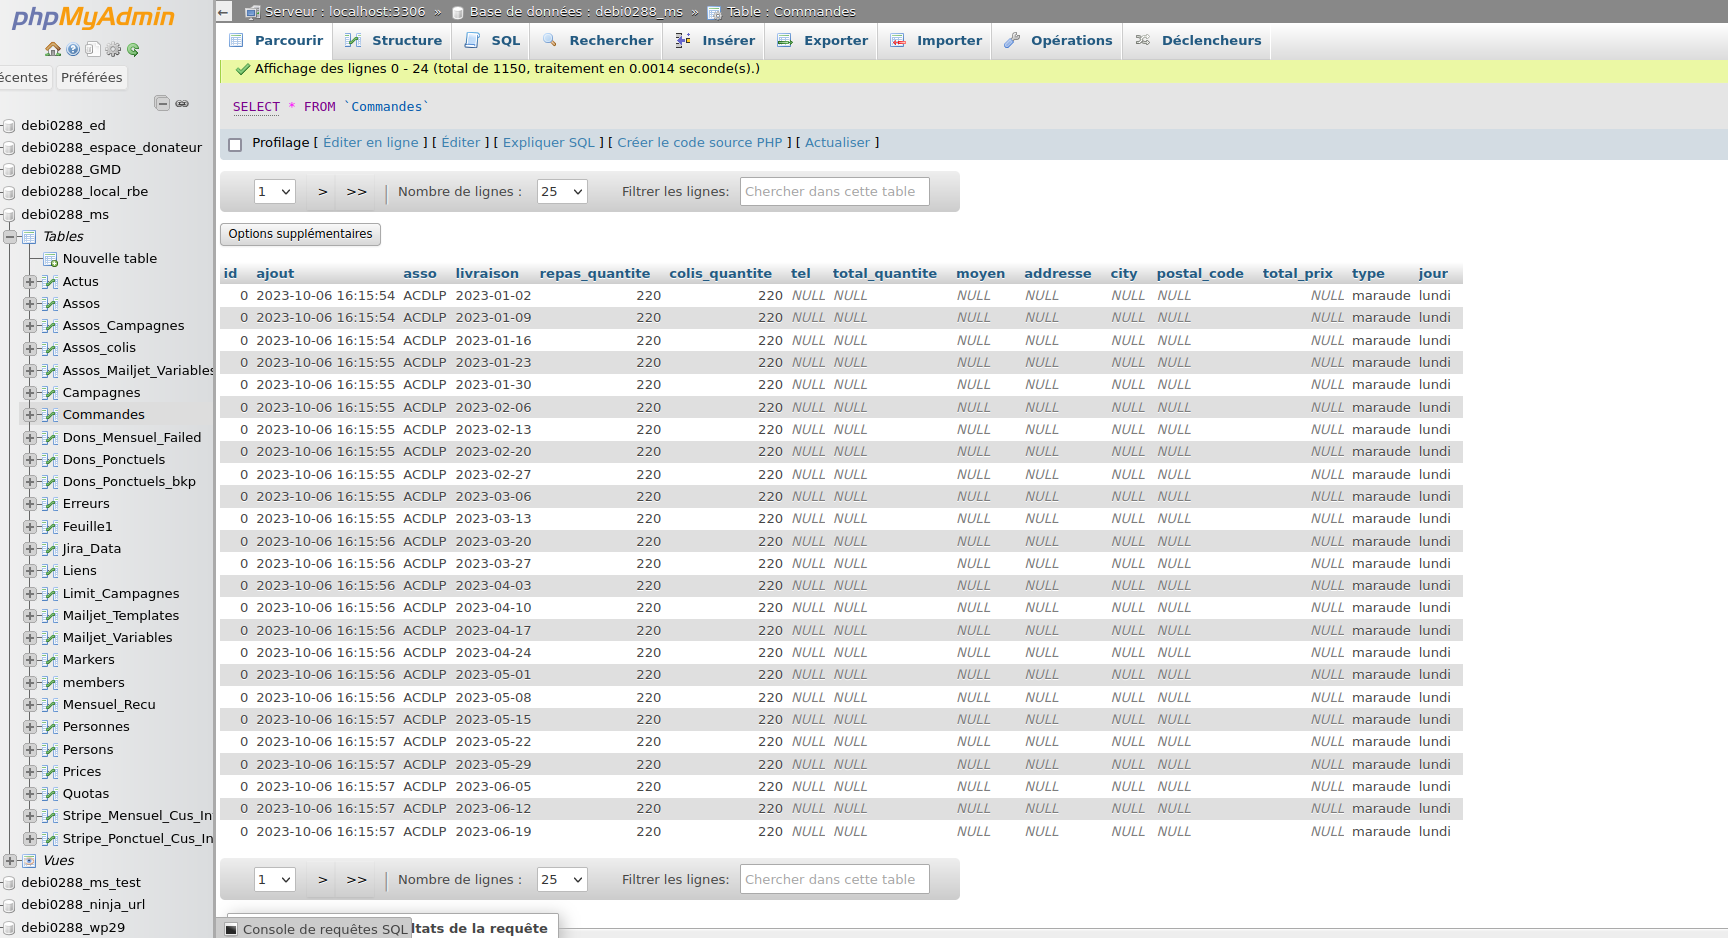 phpMyAdmin
écentes Préférées
debi0288_ed
debi0288_espace_donateur
debi0288_GMD
debi0288_local_rbe
debi0288_ms
Tables
Nouvelle table
Actus
Assos
Assos_Campagnes
Assos_colis
Assos_Mailjet_Variables
Campagnes
Commandes
Dons_Mensuel_Failed
Dons_Ponctuels
Dons_Ponctuels_bkp
Erreurs
Feuille1
Jira_Data
Liens
Limit_Campagnes
Mailjet_Templates
Mailjet_Variables
Markers
members
Mensuel_Recu
Personnes
Persons
Prices
Quotas
Stripe_Mensuel_Cus_In
Stripe_Ponctuel_Cus_In
Vues
debi0288_ms_test
debi0288_ninja_url
debi0288_wp29
← Serveur : localhost:3306 » Base de données : debi0288_ms » Table : Commandes
Parcourir Structure SQL Rechercher Insérer Exporter Importer Opérations Déclencheurs
Affichage des lignes 0 - 24 (total de 1150, traitement en 0.0014 seconde(s).)
SELECT * FROM `Commandes`
Profilage [ Éditer en ligne ] [ Éditer ] [ Expliquer SQL ] [ Créer le code source PHP ] [ Actualiser ]
1 > >> | Nombre de lignes : 25 Filtrer les lignes: Chercher dans cette table
Options supplémentaires
id ajout asso livraison repas_quantite colis_quantite tel total_quantite moyen addresse city postal_code total_prix type jour
0 2023-10-06 16:15:54 ACDLP 2023-01-02 220 220 NULL NULL NULL NULL NULL NULL NULL maraude lundi
0 2023-10-06 16:15:54 ACDLP 2023-01-09 220 220 NULL NULL NULL NULL NULL NULL NULL maraude lundi
0 2023-10-06 16:15:54 ACDLP 2023-01-16 220 220 NULL NULL NULL NULL NULL NULL NULL maraude lundi
0 2023-10-06 16:15:55 ACDLP 2023-01-23 220 220 NULL NULL NULL NULL NULL NULL NULL maraude lundi
0 2023-10-06 16:15:55 ACDLP 2023-01-30 220 220 NULL NULL NULL NULL NULL NULL NULL maraude lundi
0 2023-10-06 16:15:55 ACDLP 2023-02-06 220 220 NULL NULL NULL NULL NULL NULL NULL maraude lundi
0 2023-10-06 16:15:55 ACDLP 2023-02-13 220 220 NULL NULL NULL NULL NULL NULL NULL maraude lundi
0 2023-10-06 16:15:55 ACDLP 2023-02-20 220 220 NULL NULL NULL NULL NULL NULL NULL maraude lundi
0 2023-10-06 16:15:55 ACDLP 2023-02-27 220 220 NULL NULL NULL NULL NULL NULL NULL maraude lundi
0 2023-10-06 16:15:55 ACDLP 2023-03-06 220 220 NULL NULL NULL NULL NULL NULL NULL maraude lundi
0 2023-10-06 16:15:55 ACDLP 2023-03-13 220 220 NULL NULL NULL NULL NULL NULL NULL maraude lundi
0 2023-10-06 16:15:56 ACDLP 2023-03-20 220 220 NULL NULL NULL NULL NULL NULL NULL maraude lundi
0 2023-10-06 16:15:56 ACDLP 2023-03-27 220 220 NULL NULL NULL NULL NULL NULL NULL maraude lundi
0 2023-10-06 16:15:56 ACDLP 2023-04-03 220 220 NULL NULL NULL NULL NULL NULL NULL maraude lundi
0 2023-10-06 16:15:56 ACDLP 2023-04-10 220 220 NULL NULL NULL NULL NULL NULL NULL maraude lundi
0 2023-10-06 16:15:56 ACDLP 2023-04-17 220 220 NULL NULL NULL NULL NULL NULL NULL maraude lundi
0 2023-10-06 16:15:56 ACDLP 2023-04-24 220 220 NULL NULL NULL NULL NULL NULL NULL maraude lundi
0 2023-10-06 16:15:56 ACDLP 2023-05-01 220 220 NULL NULL NULL NULL NULL NULL NULL maraude lundi
0 2023-10-06 16:15:56 ACDLP 2023-05-08 220 220 NULL NULL NULL NULL NULL NULL NULL maraude lundi
0 2023-10-06 16:15:57 ACDLP 2023-05-15 220 220 NULL NULL NULL NULL NULL NULL NULL maraude lundi
0 2023-10-06 16:15:57 ACDLP 2023-05-22 220 220 NULL NULL NULL NULL NULL NULL NULL maraude lundi
0 2023-10-06 16:15:57 ACDLP 2023-05-29 220 220 NULL NULL NULL NULL NULL NULL NULL maraude lundi
0 2023-10-06 16:15:57 ACDLP 2023-06-05 220 220 NULL NULL NULL NULL NULL NULL NULL maraude lundi
0 2023-10-06 16:15:57 ACDLP 2023-06-12 220 220 NULL NULL NULL NULL NULL NULL NULL maraude lundi
0 2023-10-06 16:15:57 ACDLP 2023-06-19 220 220 NULL NULL NULL NULL NULL NULL NULL maraude lundi
1 > >> | Nombre de lignes : 25 Filtrer les lignes: Chercher dans cette table
Console de requêtes SQL ltats de la requête